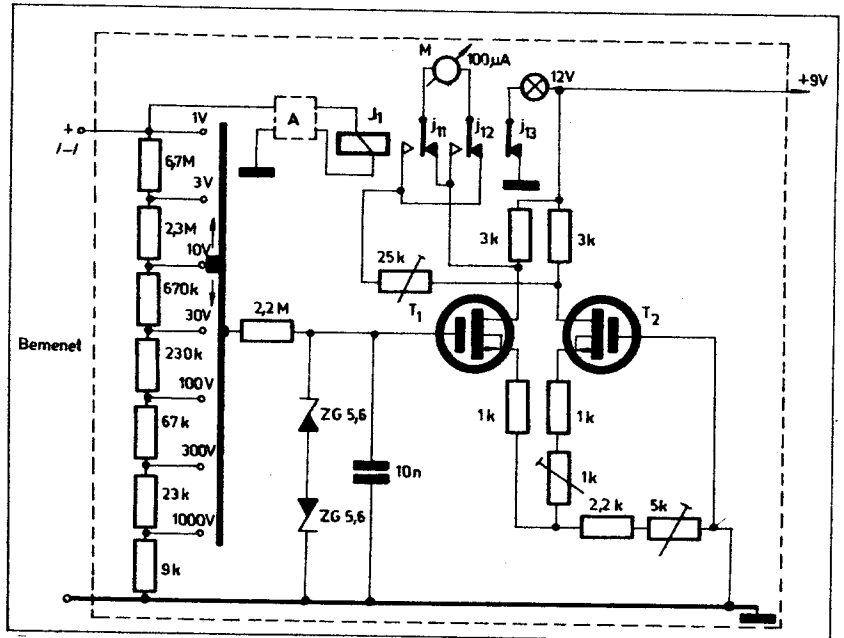 M
100µA
12V
+9V
1V
A
J1
j11
j12
j13
+
/−/
6,7M
3V
2,3M
3k
3k
10V
25k
670k
T1
T2
30V
2,2M
Bemenet
230k
100V
ZG 5,6
1k
1k
67k
300V
10n
1k
23k
ZG 5,6
2,2k
5k
1000V
9k